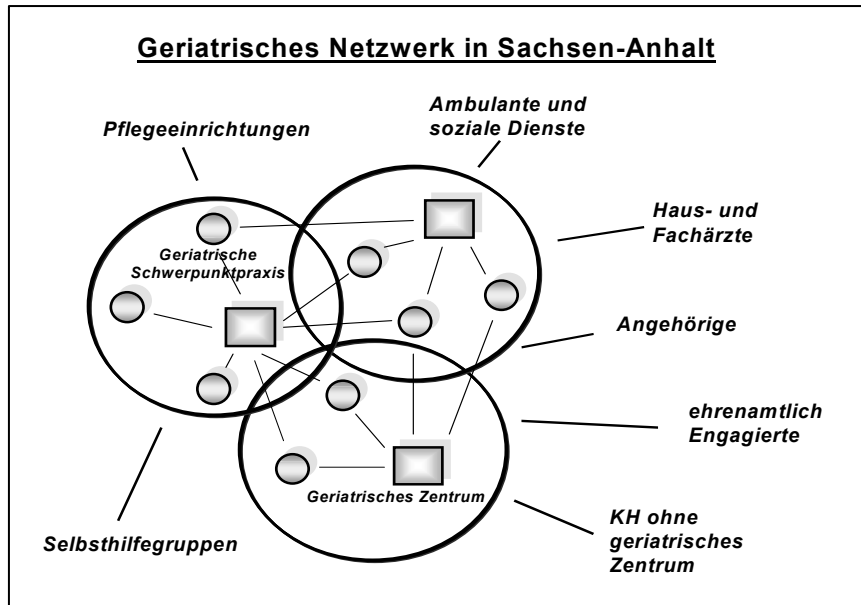 Geriatrisches Netzwerk in Sachsen-Anhalt
Ambulante und
soziale Dienste
Pflegeeinrichtungen
Haus- und
Fachärzte
Geriatrische
Schwerpunktpraxis
Angehörige
ehrenamtlich
Engagierte
Geriatrisches Zentrum
KH ohne
geriatrisches
Zentrum
Selbsthilfegruppen